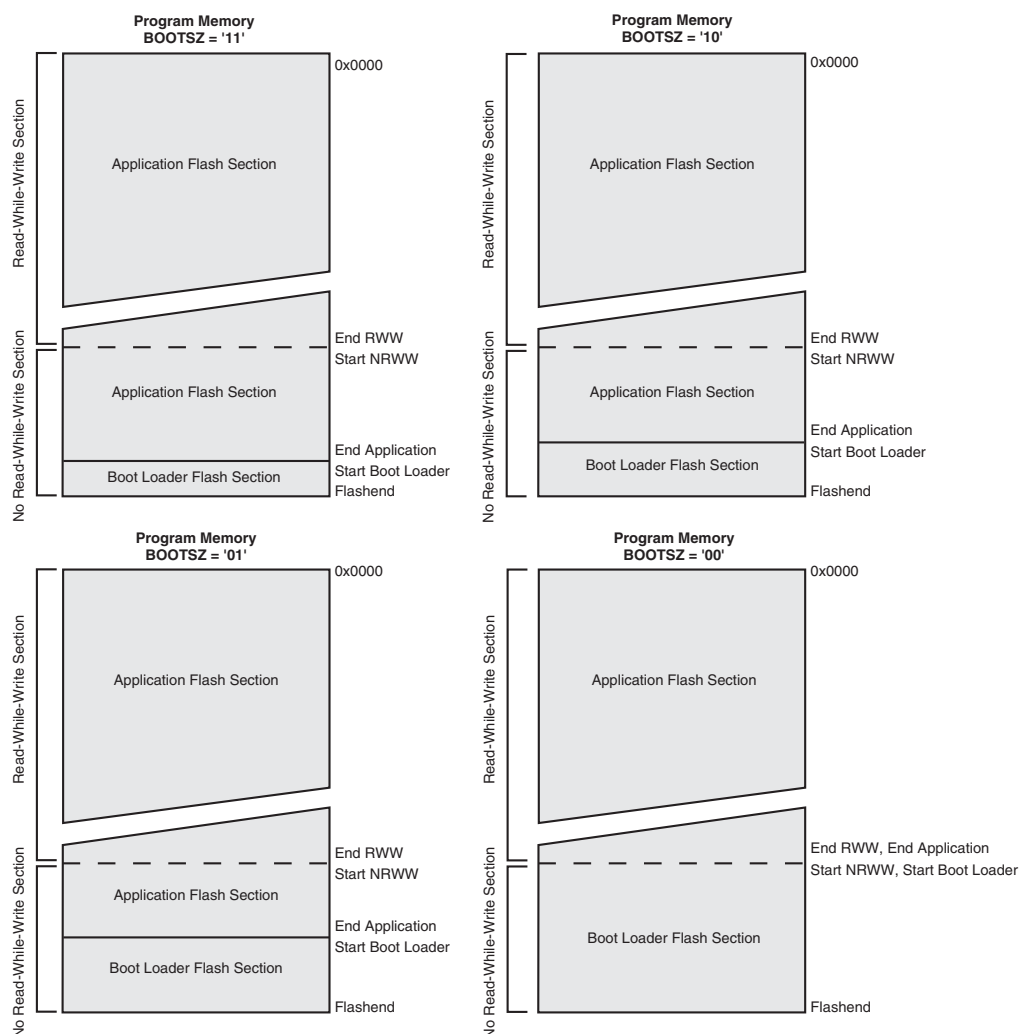 Program Memory
BOOTSZ = '11'
0x0000
Read-While-Write Section
Application Flash Section
End RWW
Start NRWW
No Read-While-Write Section
Application Flash Section
End Application
Start Boot Loader
Boot Loader Flash Section
Flashend
Program Memory
BOOTSZ = '10'
0x0000
Read-While-Write Section
Application Flash Section
End RWW
Start NRWW
No Read-While-Write Section
Application Flash Section
End Application
Start Boot Loader
Boot Loader Flash Section
Flashend
Program Memory
BOOTSZ = '01'
0x0000
Read-While-Write Section
Application Flash Section
End RWW
Start NRWW
No Read-While-Write Section
Application Flash Section
End Application
Start Boot Loader
Boot Loader Flash Section
Flashend
Program Memory
BOOTSZ = '00'
0x0000
Read-While-Write Section
Application Flash Section
End RWW, End Application
Start NRWW, Start Boot Loader
No Read-While-Write Section
Boot Loader Flash Section
Flashend